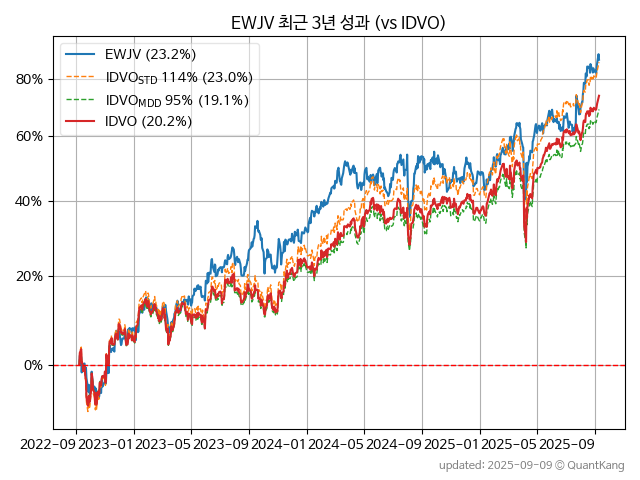 EWJV 최근 3년 성과 (vs IDVO)
EWJV (23.2%)
IDVO_STD 114% (23.0%)
IDVO_MDD 95% (19.1%)
IDVO (20.2%)
80%
60%
40%
20%
0%
2022-09 2023-01 2023-05 2023-09 2024-01 2024-05 2024-09 2025-01 2025-05 2025-09
updated: 2025-09-09 © QuantKang